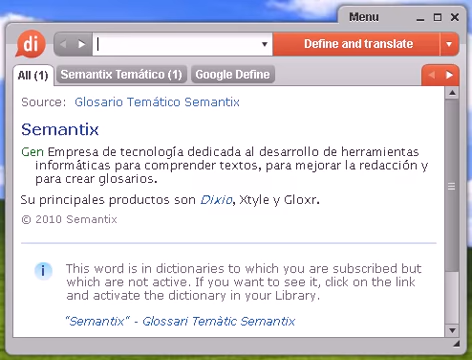 Menu
di
Define and translate
All (1) Semantix Temático (1) Google Define
Source: Glosario Temático Semantix
Semantix
Gen Empresa de tecnología dedicada al desarrollo de herramientas
informáticas para comprender textos, para mejorar la redacción y
para crear glosarios.
Su principales productos son Dixio, Xtyle y Gloxr.
© 2010 Semantix
i
This word is in dictionaries to which you are subscribed but
which are not active. If you want to see it, click on the link
and activate the dictionary in your Library.
"Semantix" - Glossari Temàtic Semantix